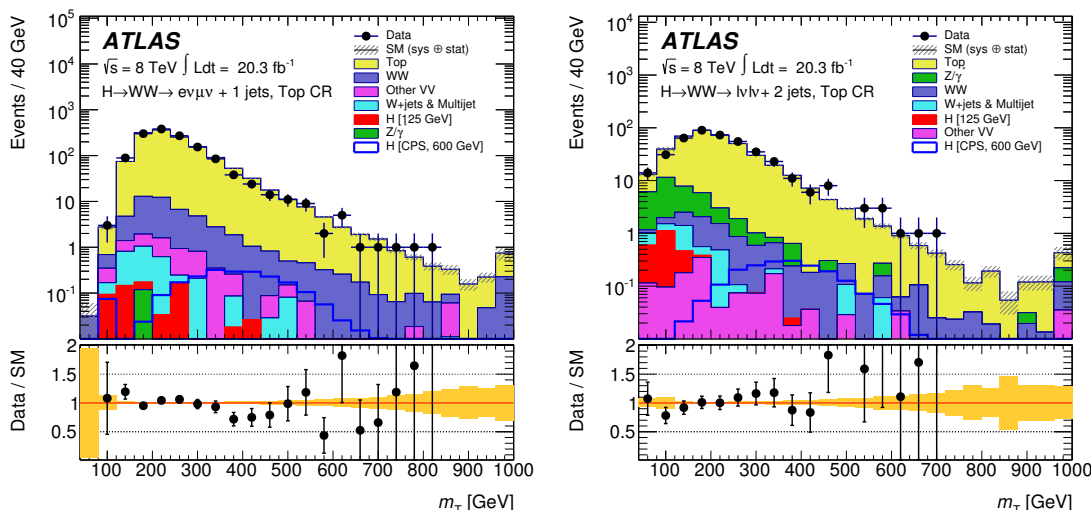 ATLAS
√s = 8 TeV ∫ Ldt = 20.3 fb⁻¹
H→WW→ eνμν + 1 jets, Top CR
Data
SM (sys ⊕ stat)
Top
WW
Other VV
W+jets & Multijet
H [125 GeV]
Z/γ
H [CPS, 600 GeV]
Events / 40 GeV
10⁵
10⁴
10³
10²
10
1
10⁻¹
Data / SM
2
1.5
1
0.5
100 200 300 400 500 600 700 800 900 1000
m_T [GeV]
ATLAS
√s = 8 TeV ∫ Ldt = 20.3 fb⁻¹
H→WW→ lνlν + 2 jets, Top CR
Data
SM (sys ⊕ stat)
Top
Z/γ
WW
W+jets & Multijet
H [125 GeV]
Other VV
H [CPS, 600 GeV]
Events / 40 GeV
10⁴
10³
10²
10
1
10⁻¹
Data / SM
2
1.5
1
0.5
100 200 300 400 500 600 700 800 900 1000
m_T [GeV]